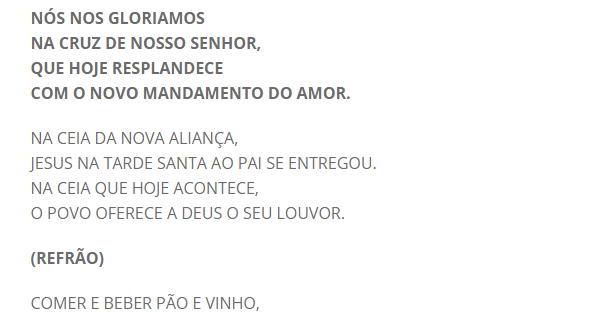 NÓS NOS GLORIAMOS
NA CRUZ DE NOSSO SENHOR,
QUE HOJE RESPLANDECE
COM O NOVO MANDAMENTO DO AMOR.
NA CEIA DA NOVA ALIANÇA,
JESUS NA TARDE SANTA AO PAI SE ENTREGOU.
NA CEIA QUE HOJE ACONTECE,
O POVO OFERECE A DEUS O SEU LOUVOR.
(REFRÃO)
COMER E BEBER PÃO E VINHO,